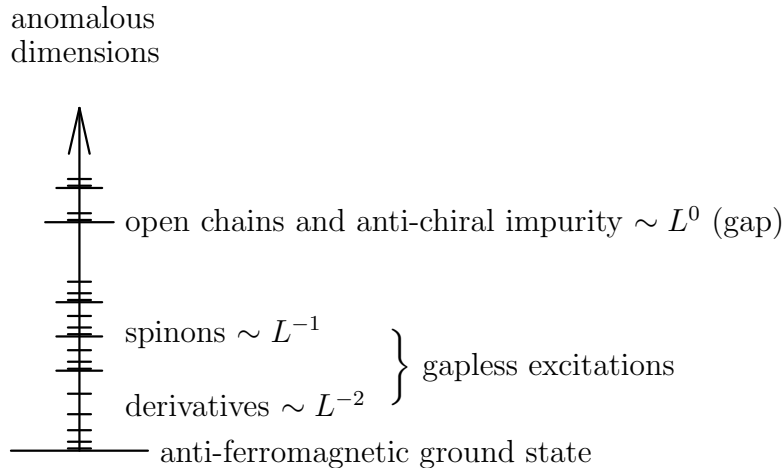 anomalous
dimensions
open chains and anti-chiral impurity ∼ L⁰ (gap)
spinons ∼ L⁻¹
gapless excitations
derivatives ∼ L⁻²
anti-ferromagnetic ground state